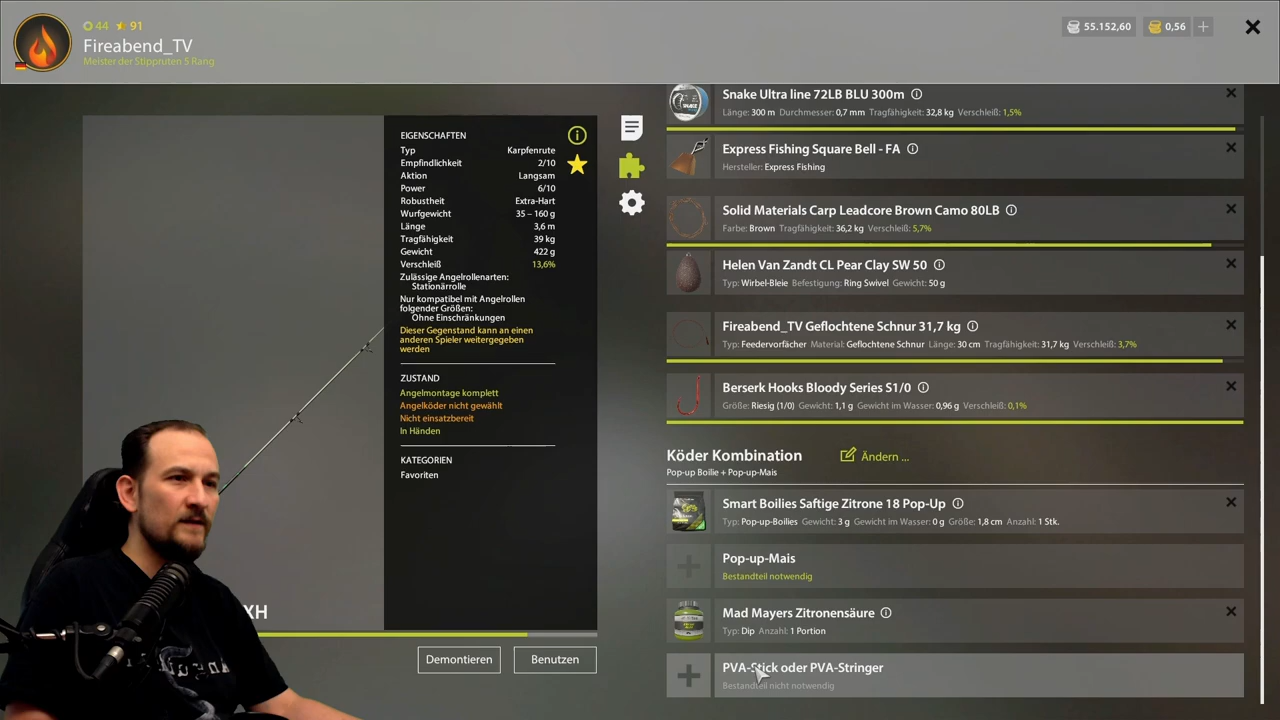 44 91
Fireabend_TV
Meister der Stippruten 5 Rang
55.152,60
0,56
EIGENSCHAFTEN
Typ Karpfenrute
Empfindlichkeit 2/10
Aktion Langsam
Power 6/10
Robustheit Extra-Hart
Wurfgewicht 35 – 160 g
Länge 3,6 m
Tragfähigkeit 39 kg
Gewicht 422 g
Verschleiß 13,6%
Zulässige Angelrollenarten:
Stationärrolle
Nur kompatibel mit Angelrollen
folgender Größen:
Ohne Einschränkungen
Dieser Gegenstand kann an einen
anderen Spieler weitergegeben
werden
ZUSTAND
Angelmontage komplett
Angelköder nicht gewählt
Nicht einsatzbereit
In Händen
KATEGORIEN
Favoriten
XH
Demontieren
Benutzen
Snake Ultra line 72LB BLU 300m
Länge: 300 m Durchmesser: 0,7 mm Tragfähigkeit: 32,8 kg Verschleiß: 1,5%
Express Fishing Square Bell - FA
Hersteller: Express Fishing
Solid Materials Carp Leadcore Brown Camo 80LB
Farbe: Brown Tragfähigkeit: 36,2 kg Verschleiß: 5,7%
Helen Van Zandt CL Pear Clay SW 50
Typ: Wirbel-Bleie Befestigung: Ring Swivel Gewicht: 50 g
Fireabend_TV Geflochtene Schnur 31,7 kg
Typ: Feedervorfächer Material: Geflochtene Schnur Länge: 30 cm Tragfähigkeit: 31,7 kg Verschleiß: 3,7%
Berserk Hooks Bloody Series S1/0
Größe: Riesig (1/0) Gewicht: 1,1 g Gewicht im Wasser: 0,96 g Verschleiß: 0,1%
Köder Kombination
Ändern ...
Pop-up Boilie + Pop-up-Mais
Smart Boilies Saftige Zitrone 18 Pop-Up
Typ: Pop-up-Boilies Gewicht: 3 g Gewicht im Wasser: 0 g Größe: 1,8 cm Anzahl: 1 Stk.
Pop-up-Mais
Bestandteil notwendig
Mad Mayers Zitronensäure
Typ: Dip Anzahl: 1 Portion
PVA-Stick oder PVA-Stringer
Bestandteil nicht notwendig